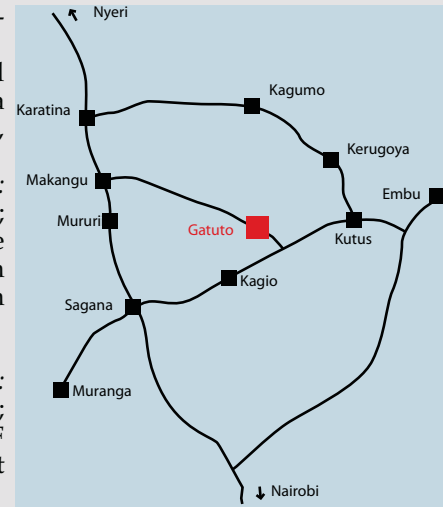 Nyeri
Kagumo
Karatina
Kerugoya
Makangu
Embu
Mururi
Gatuto
Kutus
Kagio
Sagana
Muranga
Nairobi